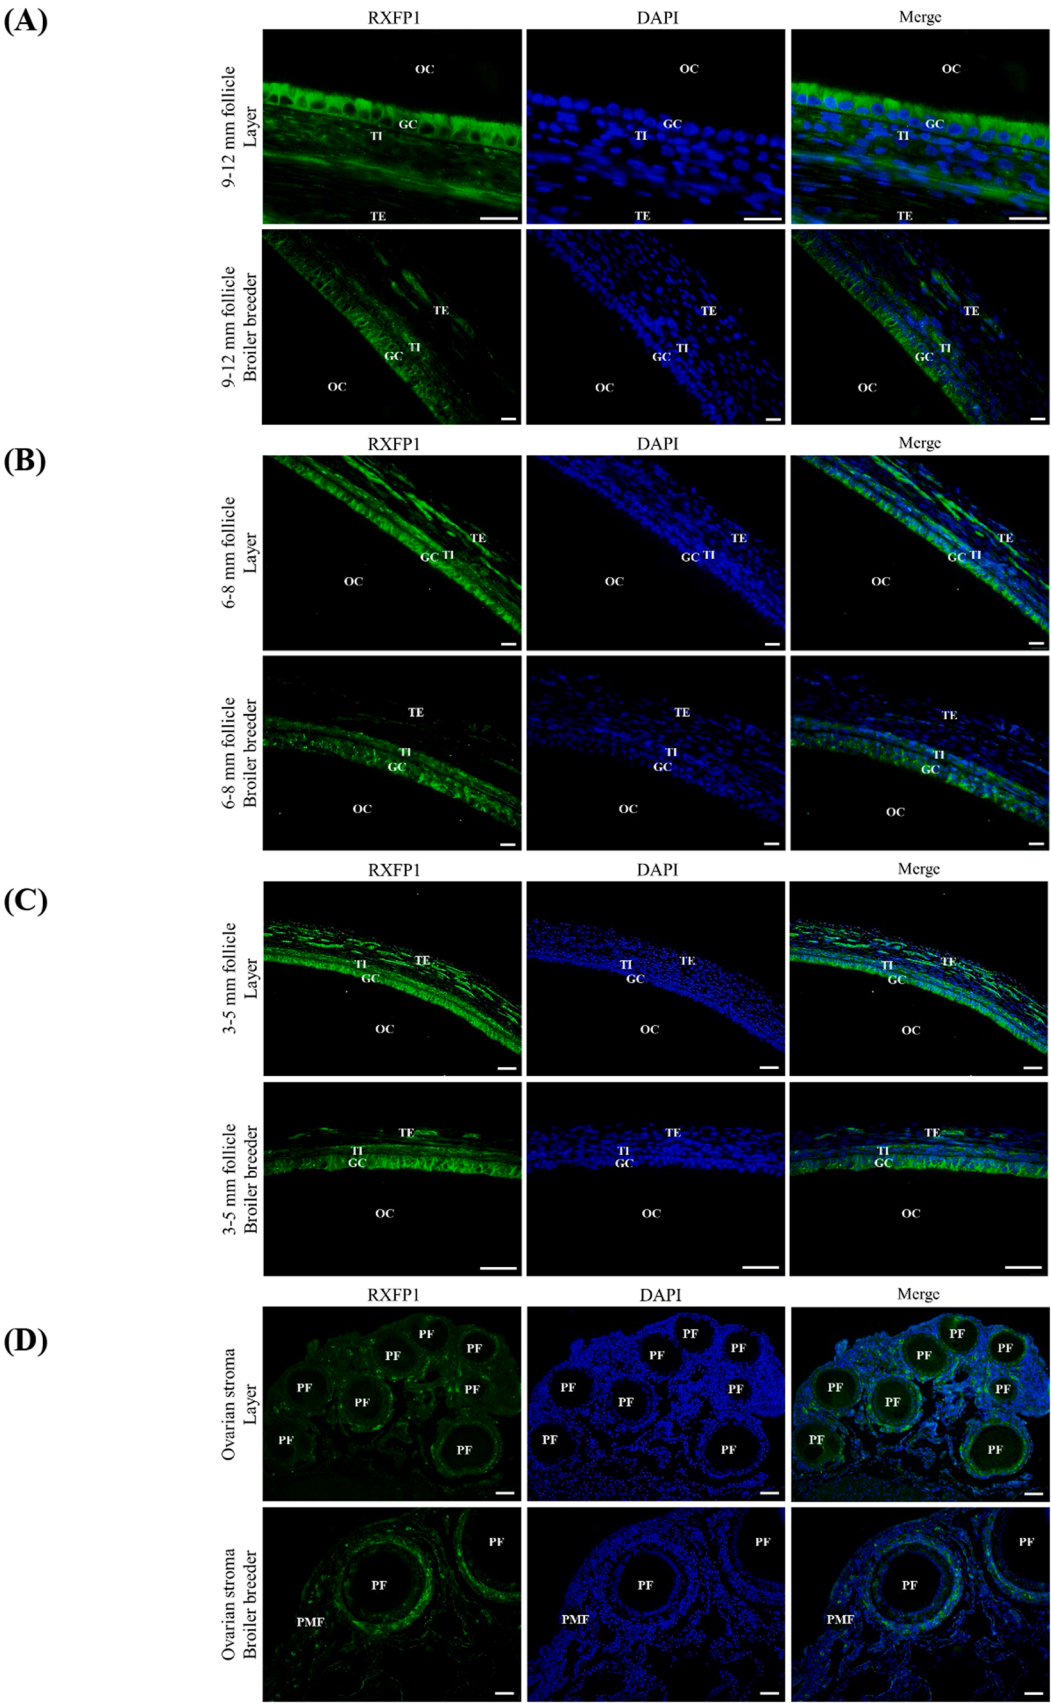 (A)
RXFP1 DAPI Merge
9-12 mm follicle
Layer
OC OC OC
GC GC GC
TI TI TI
TE TE TE
9-12 mm follicle
Broiler breeder
TE TE TE
TI TI TI
GC GC GC
OC OC OC
(B)
RXFP1 DAPI Merge
6-8 mm follicle
Layer
TE TE TE
GC TI GC TI GC TI
OC OC OC
6-8 mm follicle
Broiler breeder
TE TE TE
TI TI TI
GC GC GC
OC OC OC
(C)
RXFP1 DAPI Merge
3-5 mm follicle
Layer
TI TE TI TE TI TE
GC GC GC
OC OC OC
3-5 mm follicle
Broiler breeder
TE TE TE
TI TI TI
GC GC GC
OC OC OC
(D)
RXFP1 DAPI Merge
Ovarian stroma
Layer
PF PF PF
PF PF PF PF PF PF
PF PF PF PF PF PF
PF PF PF
PF PF PF
PF PF PF
Ovarian stroma
Broiler breeder
PF PF PF
PF PF PF
PMF PMF PMF